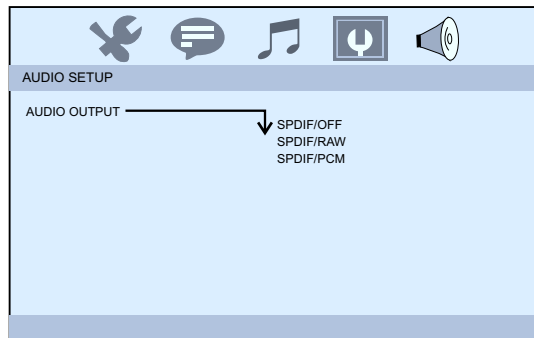 AUDIO SETUP
AUDIO OUTPUT
SPDIF/OFF
SPDIF/RAW
SPDIF/PCM